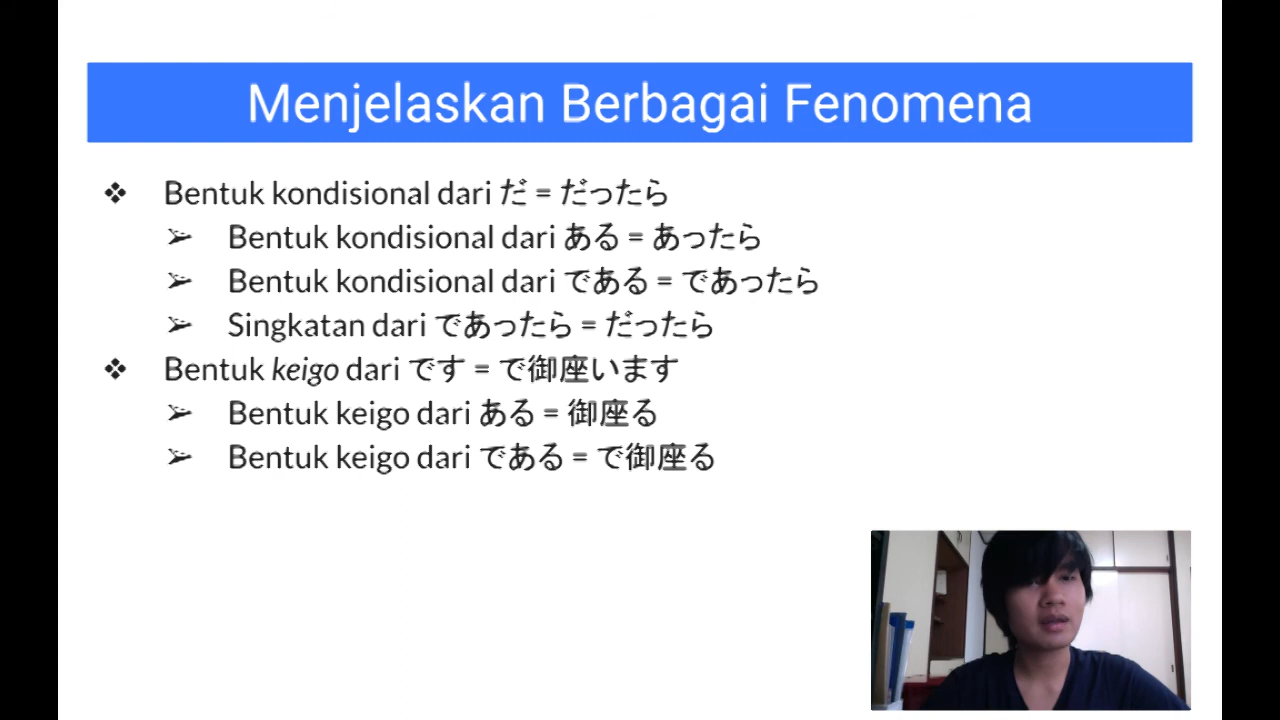 Menjelaskan Berbagai Fenomena
❖ Bentuk kondisional dari だ = だったら
➢ Bentuk kondisional dari ある = あったら
➢ Bentuk kondisional dari である = であったら
➢ Singkatan dari であったら = だったら
❖ Bentuk keigo dari です = で御座います
➢ Bentuk keigo dari ある = 御座る
➢ Bentuk keigo dari である = で御座る